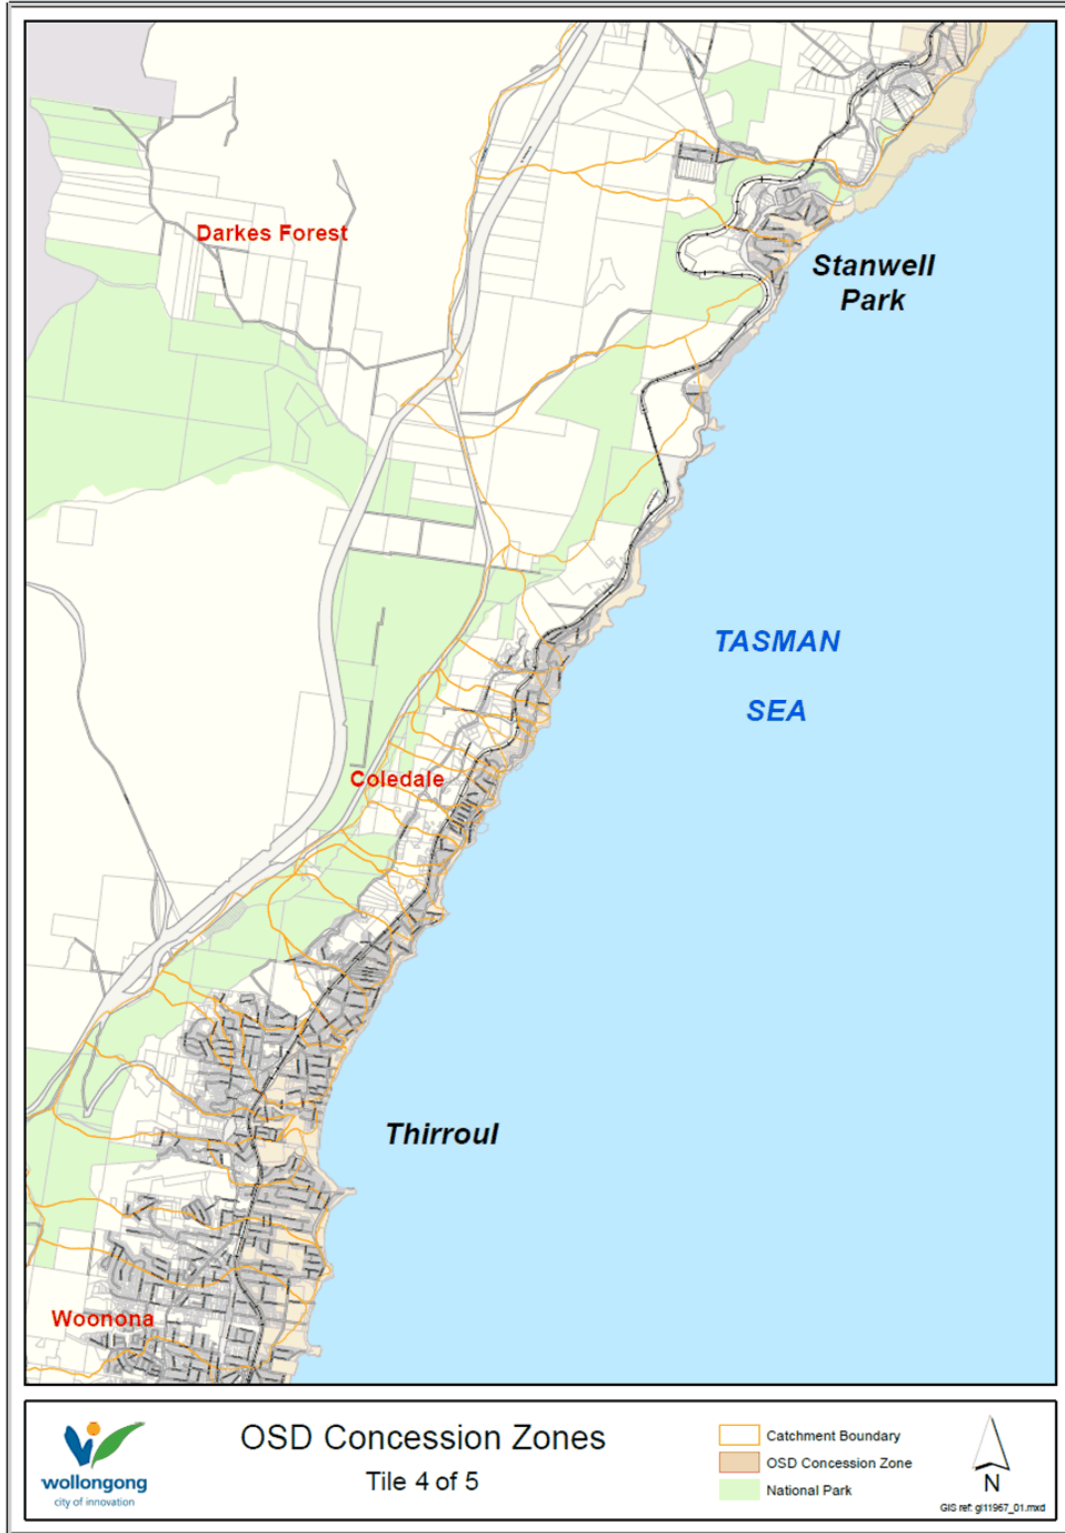 Darkes Forest
Stanwell
Park
TASMAN
SEA
Coledale
Thirroul
Woonona
wollongong
city of innovation
OSD Concession Zones
Tile 4 of 5
Catchment Boundary
OSD Concession Zone
National Park
N
GIS ref: gl11967_01.mxd